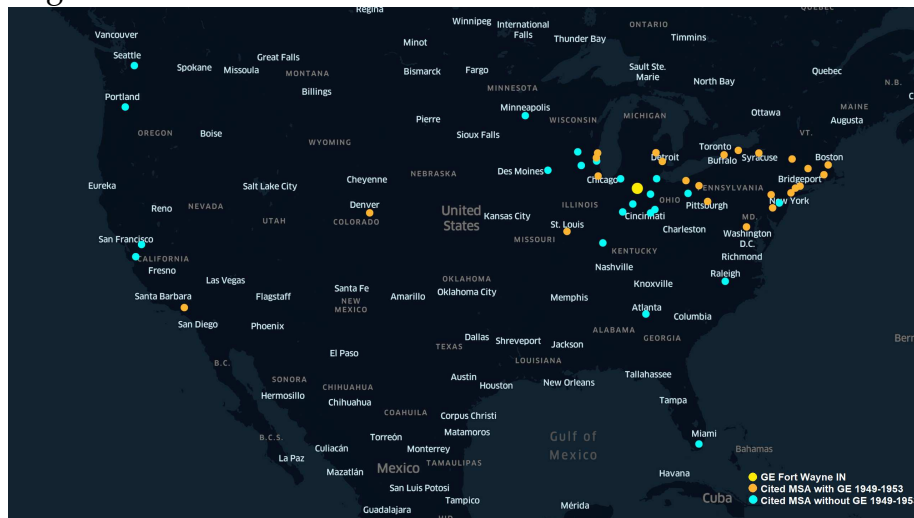 Regina
QUÉBEC
Winnipeg
International
Falls
ONTARIO
Vancouver
Minot
Thunder Bay
Timmins
Seattle
Spokane
Missoula
Great Falls
MONTANA
Bismarck
Fargo
Sault Ste.
Marie
North Bay
Quebec
N.B.
Billings
MINNESOTA
Portland
Minneapolis
Ottawa
MAINE
Augusta
OREGON
Boise
WYOMING
Pierre
Sioux Falls
WISCONSIN
MICHIGAN
VT.
Toronto
Buffalo
Syracuse
Detroit
Boston
Eureka
Salt Lake City
Cheyenne
NEBRASKA
Des Moines
Chicago
Bridgeport
PENNSYLVANIA
OHIO
Reno
NEVADA
UTAH
Denver
COLORADO
United
States
Kansas City
ILLINOIS
Pittsburgh
New York
MD.
Cincinnati
St. Louis
Charleston
Washington
D.C.
San Francisco
CALIFORNIA
Fresno
MISSOURI
KENTUCKY
Richmond
Las Vegas
Nashville
Raleigh
Santa Barbara
Flagstaff
Santa Fe
NEW
MEXICO
Amarillo
OKLAHOMA
Oklahoma City
Memphis
Knoxville
San Diego
Phoenix
Atlanta
Columbia
ALABAMA
GEORGIA
B.C.
El Paso
TEXAS
Dallas
Shreveport
Jackson
LOUISIANA
SONORA
Hermosillo
CHIHUAHUA
Chihuahua
Austin
Houston
New Orleans
Tallahassee
COAHUILA
Corpus Christi
Tampa
B.C.S.
La Paz
Culiacán
Torreón
Monterrey
Matamoros
Gulf of
Mexico
Miami
Bahamas
Mazatlán
Mexico
TAMAULIPAS
San Luis Potosi
Tampico
Guadalajara
Mérida
Havana
Cuba
GE Fort Wayne IN
Cited MSA with GE 1949-1953
Cited MSA without GE 1949-195